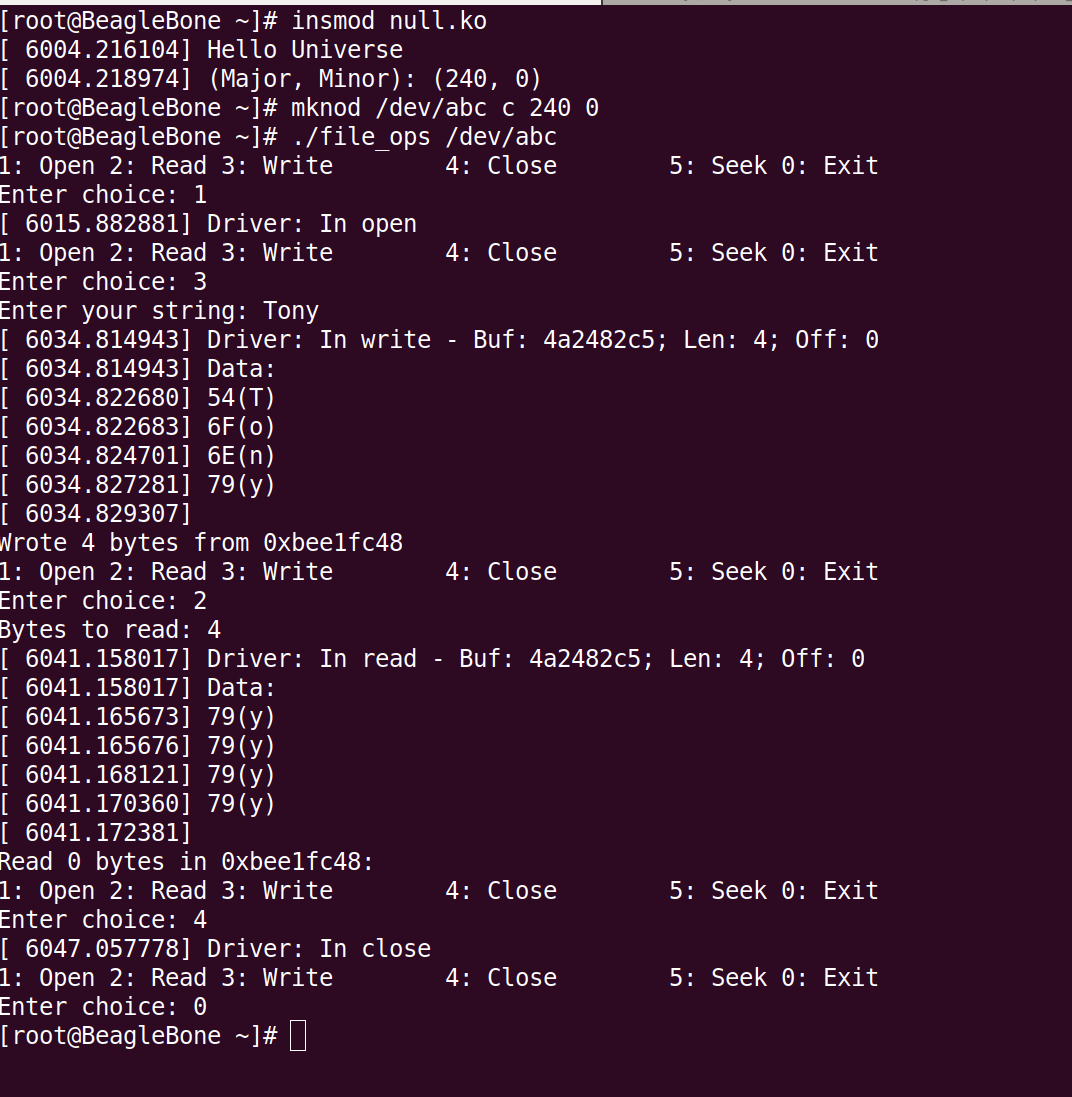 [root@BeagleBone ~]# insmod null.ko
[ 6004.216104] Hello Universe
[ 6004.218974] (Major, Minor): (240, 0)
[root@BeagleBone ~]# mknod /dev/abc c 240 0
[root@BeagleBone ~]# ./file_ops /dev/abc
1: Open 2: Read 3: Write        4: Close        5: Seek 0: Exit
Enter choice: 1
[ 6015.882881] Driver: In open
1: Open 2: Read 3: Write        4: Close        5: Seek 0: Exit
Enter choice: 3
Enter your string: Tony
[ 6034.814943] Driver: In write - Buf: 4a2482c5; Len: 4; Off: 0
[ 6034.814943] Data:
[ 6034.822680] 54(T)
[ 6034.822683] 6F(o)
[ 6034.824701] 6E(n)
[ 6034.827281] 79(y)
[ 6034.829307]
Wrote 4 bytes from 0xbee1fc48
1: Open 2: Read 3: Write        4: Close        5: Seek 0: Exit
Enter choice: 2
Bytes to read: 4
[ 6041.158017] Driver: In read - Buf: 4a2482c5; Len: 4; Off: 0
[ 6041.158017] Data:
[ 6041.165673] 79(y)
[ 6041.165676] 79(y)
[ 6041.168121] 79(y)
[ 6041.170360] 79(y)
[ 6041.172381]
Read 0 bytes in 0xbee1fc48:
1: Open 2: Read 3: Write        4: Close        5: Seek 0: Exit
Enter choice: 4
[ 6047.057778] Driver: In close
1: Open 2: Read 3: Write        4: Close        5: Seek 0: Exit
Enter choice: 0
[root@BeagleBone ~]#